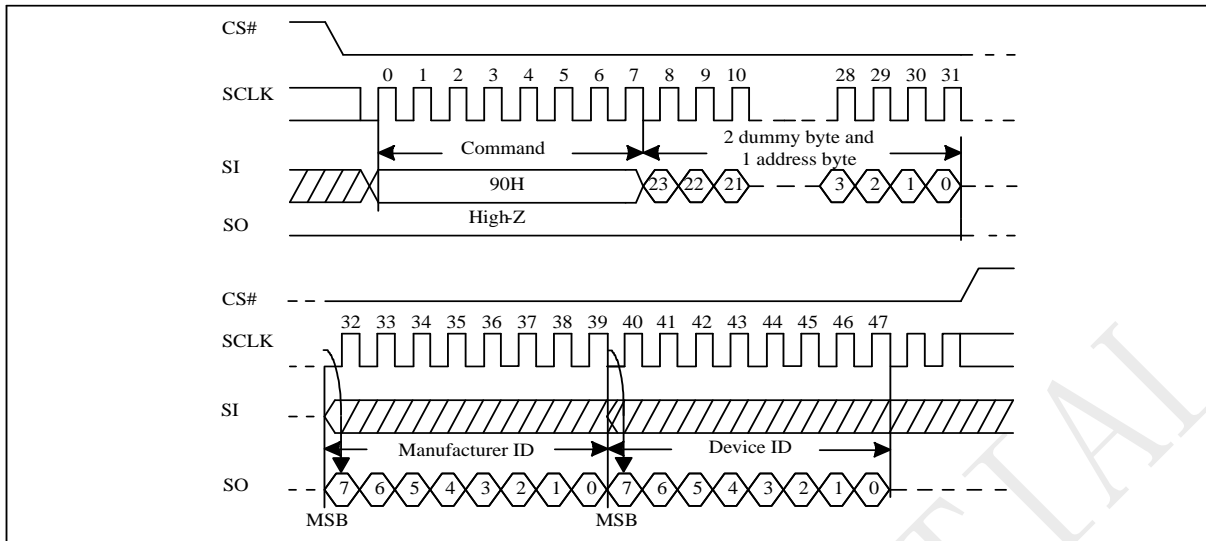 CS#
0 1 2 3 4 5 6 7 8 9 10 28 29 30 31
SCLK
Command
2 dummy byte and
1 address byte
SI
90H
23 22 21 3 2 1 0
High-Z
SO
CS#
32 33 34 35 36 37 38 39 40 41 42 43 44 45 46 47
SCLK
SI
Manufacturer ID
Device ID
SO
7 6 5 4 3 2 1 0 7 6 5 4 3 2 1 0
MSB MSB